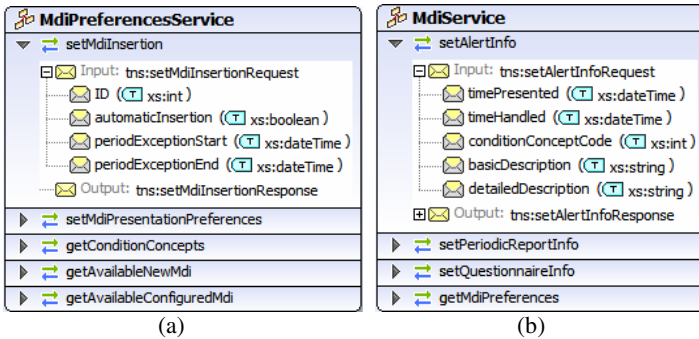 MdiPreferencesService
setMdiInsertion
Input: tns:setMdiInsertionRequest
ID (T xs:int)
automaticInsertion (T xs:boolean)
periodExceptionStart (T xs:dateTime)
periodExceptionEnd (T xs:dateTime)
Output: tns:setMdiInsertionResponse
setMdiPresentationPreferences
getConditionConcepts
getAvailableNewMdi
getAvailableConfiguredMdi
(a)
MdiService
setAlertInfo
Input: tns:setAlertInfoRequest
timePresented (T xs:dateTime)
timeHandled (T xs:dateTime)
conditionConceptCode (T xs:int)
basicDescription (T xs:string)
detailedDescription (T xs:string)
Output: tns:setAlertInfoResponse
setPeriodicReportInfo
setQuestionnaireInfo
getMdiPreferences
(b)